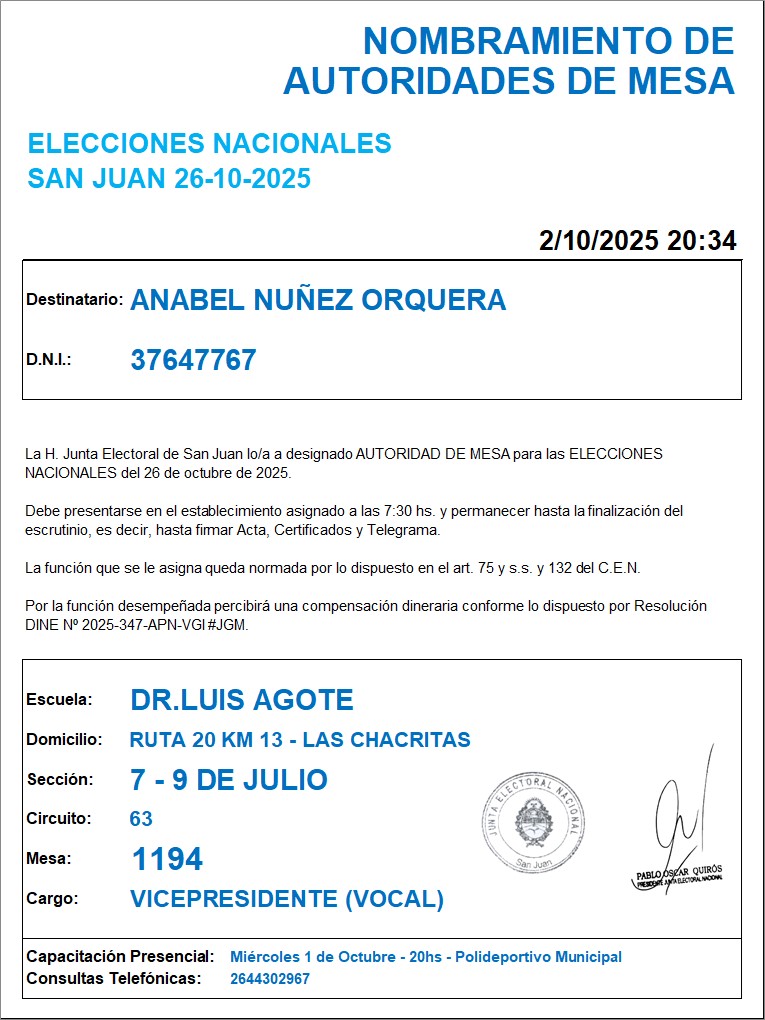 NOMBRAMIENTO DE
AUTORIDADES DE MESA
ELECCIONES NACIONALES
SAN JUAN 26-10-2025
2/10/2025 20:34
Destinatario: ANABEL NUÑEZ ORQUERA
D.N.I.: 37647767
La H. Junta Electoral de San Juan lo/a a designado AUTORIDAD DE MESA para las ELECCIONES
NACIONALES del 26 de octubre de 2025.
Debe presentarse en el establecimiento asignado a las 7:30 hs. y permanecer hasta la finalización del
escrutinio, es decir, hasta firmar Acta, Certificados y Telegrama.
La función que se le asigna queda normada por lo dispuesto en el art. 75 y s.s. y 132 del C.E.N.
Por la función desempeñada percibirá una compensación dineraria conforme lo dispuesto por Resolución
DINE Nº 2025-347-APN-VGI#JGM.
Escuela: DR.LUIS AGOTE
Domicilio: RUTA 20 KM 13 - LAS CHACRITAS
Sección: 7 - 9 DE JULIO
Circuito: 63
Mesa: 1194
Cargo: VICEPRESIDENTE (VOCAL)
JUNTA ELECTORAL NACIONAL
San Juan
PABLO OSCAR QUIRÓS
PRESIDENTE JUNTA ELECTORAL NACIONAL
Capacitación Presencial: Miércoles 1 de Octubre - 20hs - Polideportivo Municipal
Consultas Telefónicas: 2644302967